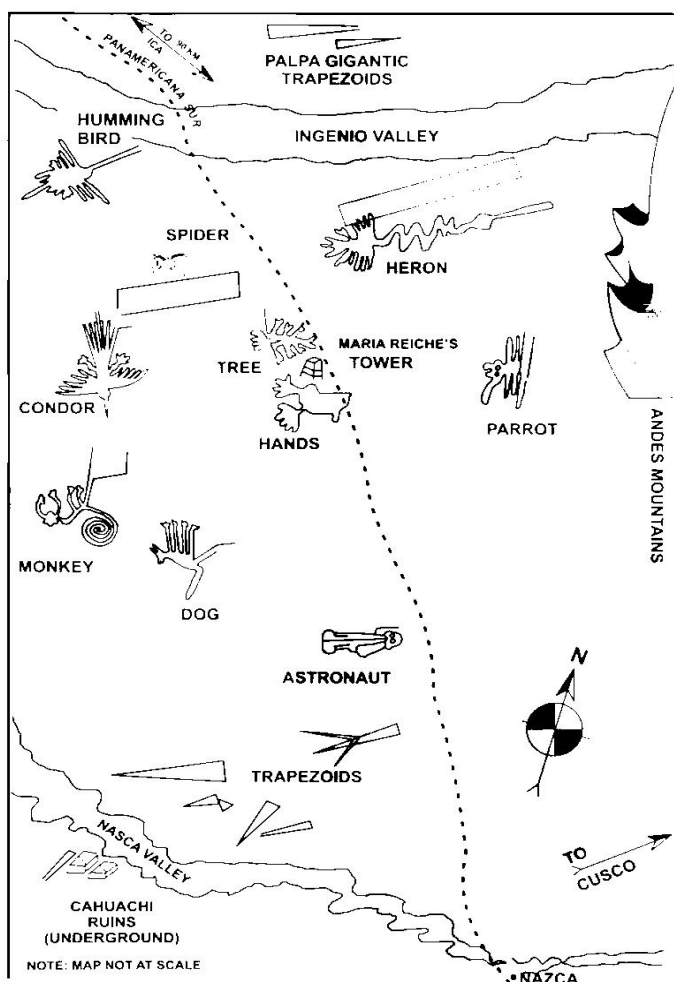 TO 90 KM
ICA
PANAMERICANA SUR
PALPA GIGANTIC
TRAPEZOIDS
HUMMING
BIRD
INGENIO VALLEY
SPIDER
HERON
TREE
MARIA REICHE'S
TOWER
CONDOR
HANDS
PARROT
ANDES MOUNTAINS
MONKEY
DOG
ASTRONAUT
N
TRAPEZOIDS
NASCA VALLEY
TO
CUSCO
CAHUACHI
RUINS
(UNDERGROUND)
NOTE: MAP NOT AT SCALE
NAZCA